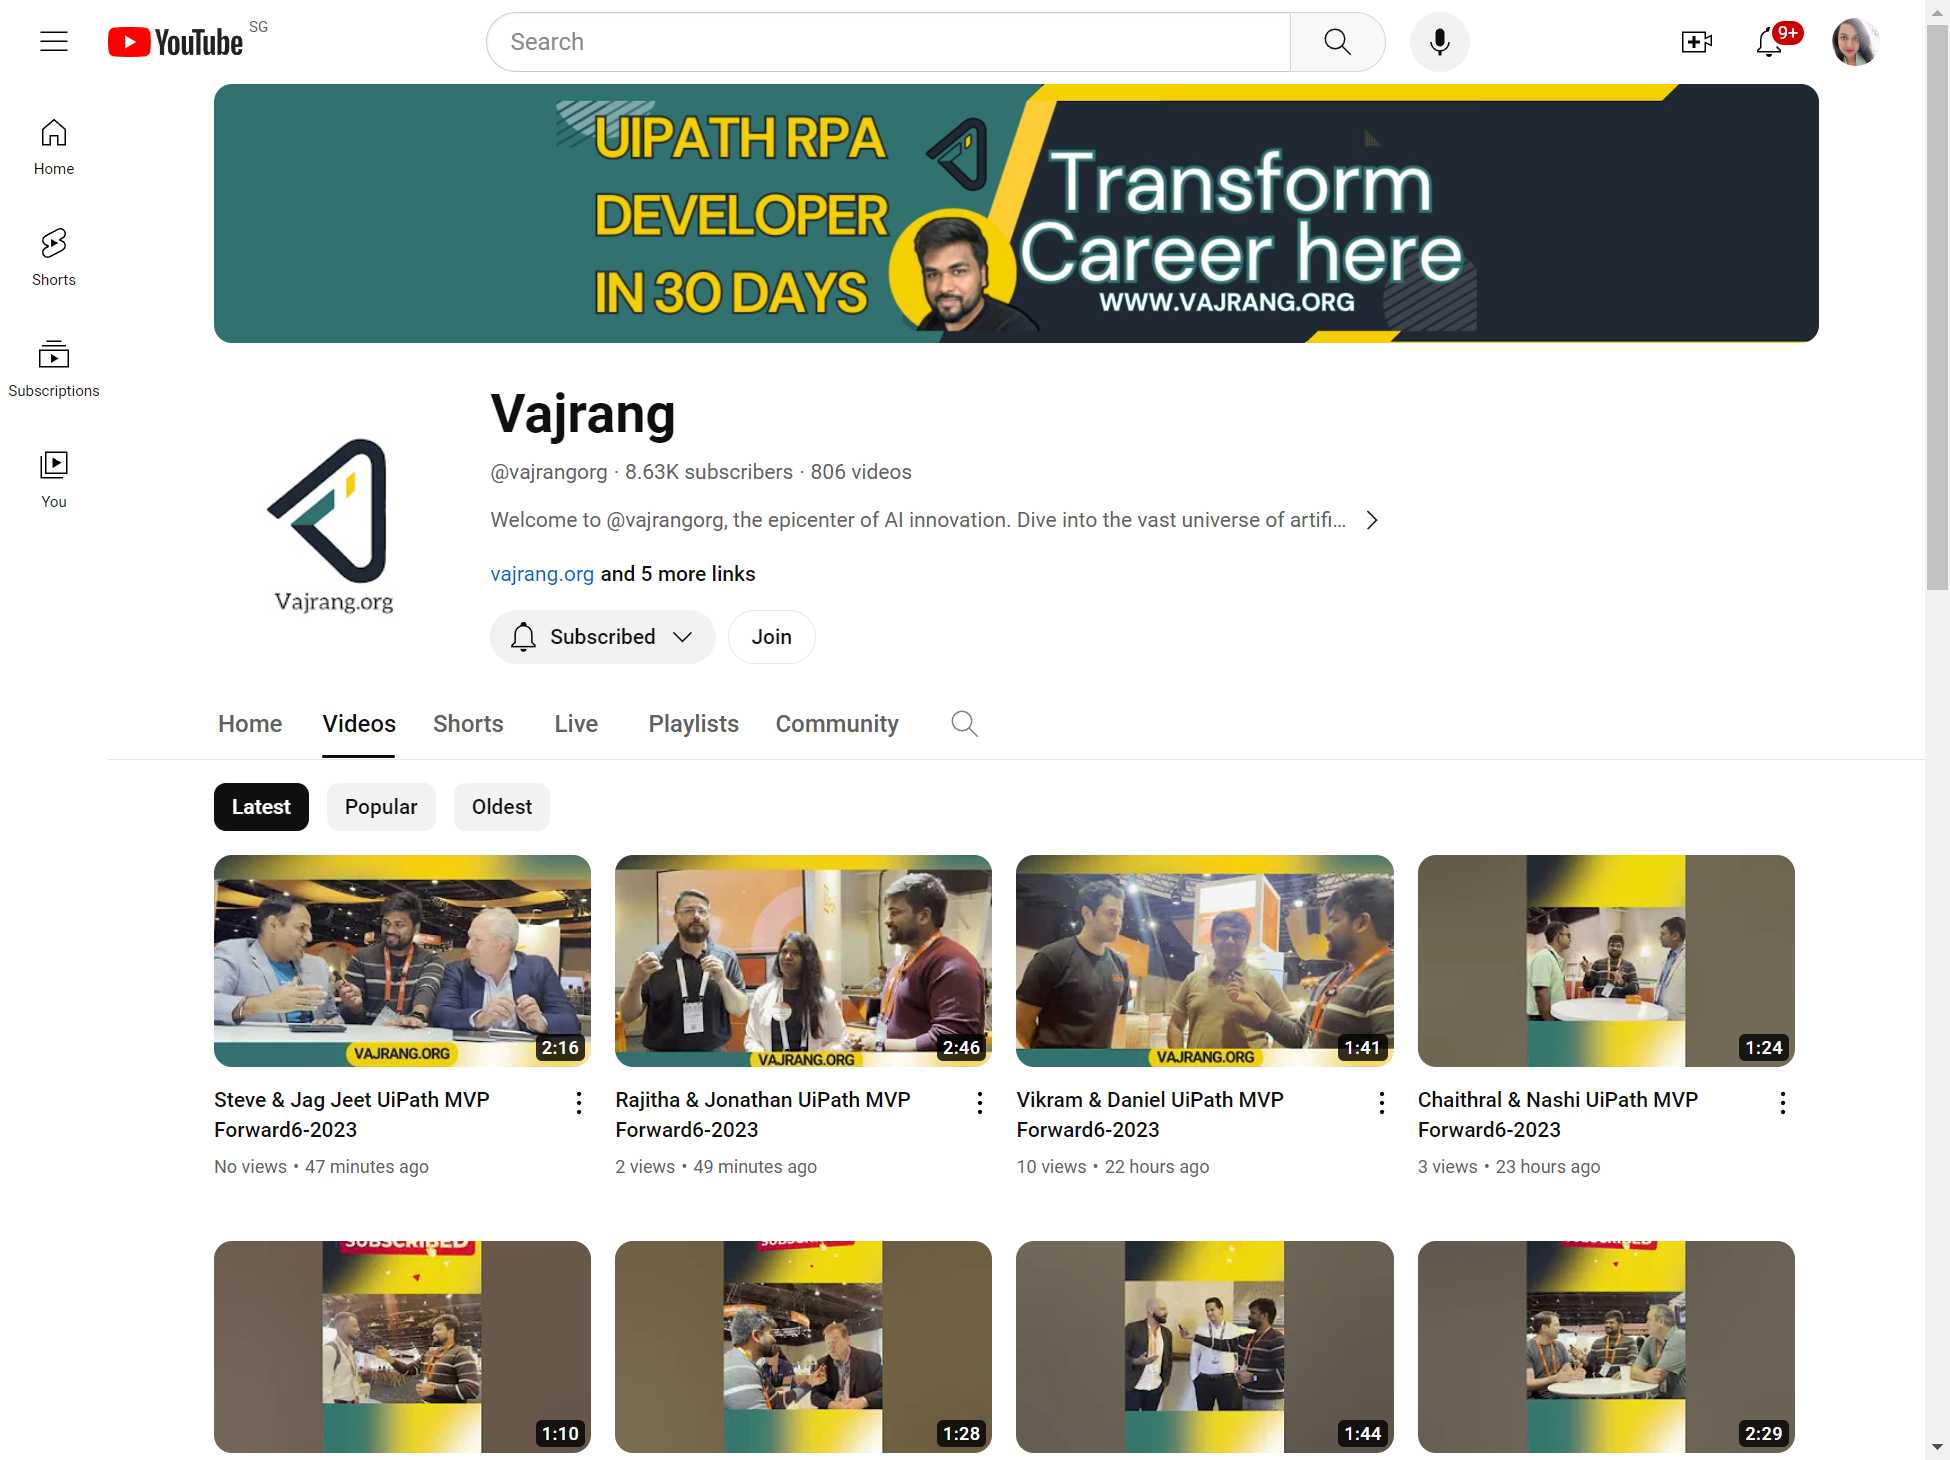 YouTube SG
Search
9+
Home
Shorts
Subscriptions
You
UIPATH RPA
DEVELOPER
IN 30 DAYS
Transform
Career here
WWW.VAJRANG.ORG
Vajrang.org
Vajrang
@vajrangorg · 8.63K subscribers · 806 videos
Welcome to @vajrangorg, the epicenter of AI innovation. Dive into the vast universe of artifi...
vajrang.org and 5 more links
Subscribed
Join
Home Videos Shorts Live Playlists Community
Latest Popular Oldest
VAJRANG.ORG
2:16
VAJRANG.ORG
2:46
VAJRANG.ORG
1:41
1:24
Steve & Jag Jeet UiPath MVP
Forward6-2023
No views • 47 minutes ago
Rajitha & Jonathan UiPath MVP
Forward6-2023
2 views • 49 minutes ago
Vikram & Daniel UiPath MVP
Forward6-2023
10 views • 22 hours ago
Chaithral & Nashi UiPath MVP
Forward6-2023
3 views • 23 hours ago
SUBSCRIBED
1:10
1:28
1:44
2:29